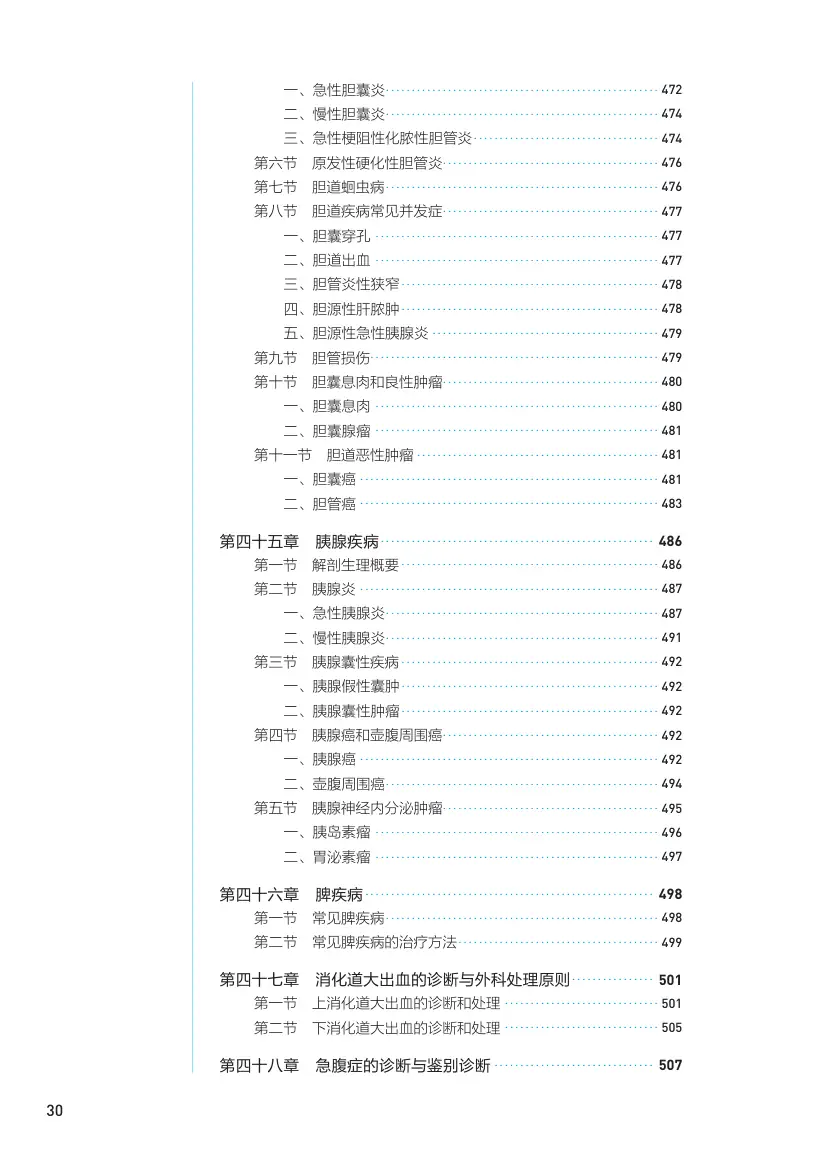 一、急性胆囊炎 472
二、慢性胆囊炎 474
三、急性梗阻性化脓性胆管炎 474
第六节 原发性硬化性胆管炎 476
第七节 胆道蛔虫病 476
第八节 胆道疾病常见并发症 477
一、胆囊穿孔 477
二、胆道出血 477
三、胆管炎性狭窄 478
四、胆源性肝脓肿 478
五、胆源性急性胰腺炎 479
第九节 胆管损伤 479
第十节 胆囊息肉和良性肿瘤 480
一、胆囊息肉 480
二、胆囊腺瘤 481
第十一节 胆道恶性肿瘤 481
一、胆囊癌 481
二、胆管癌 483
第四十五章 胰腺疾病 486
第一节 解剖生理概要 486
第二节 胰腺炎 487
一、急性胰腺炎 487
二、慢性胰腺炎 491
第三节 胰腺囊性疾病 492
一、胰腺假性囊肿 492
二、胰腺囊性肿瘤 492
第四节 胰腺癌和壶腹周围癌 492
一、胰腺癌 492
二、壶腹周围癌 494
第五节 胰腺神经内分泌肿瘤 495
一、胰岛素瘤 496
二、胃泌素瘤 497
第四十六章 脾疾病 498
第一节 常见脾疾病 498
第二节 常见脾疾病的治疗方法 499
第四十七章 消化道大出血的诊断与外科处理原则 501
第一节 上消化道大出血的诊断和处理 501
第二节 下消化道大出血的诊断和处理 505
第四十八章 急腹症的诊断与鉴别诊断 507
30